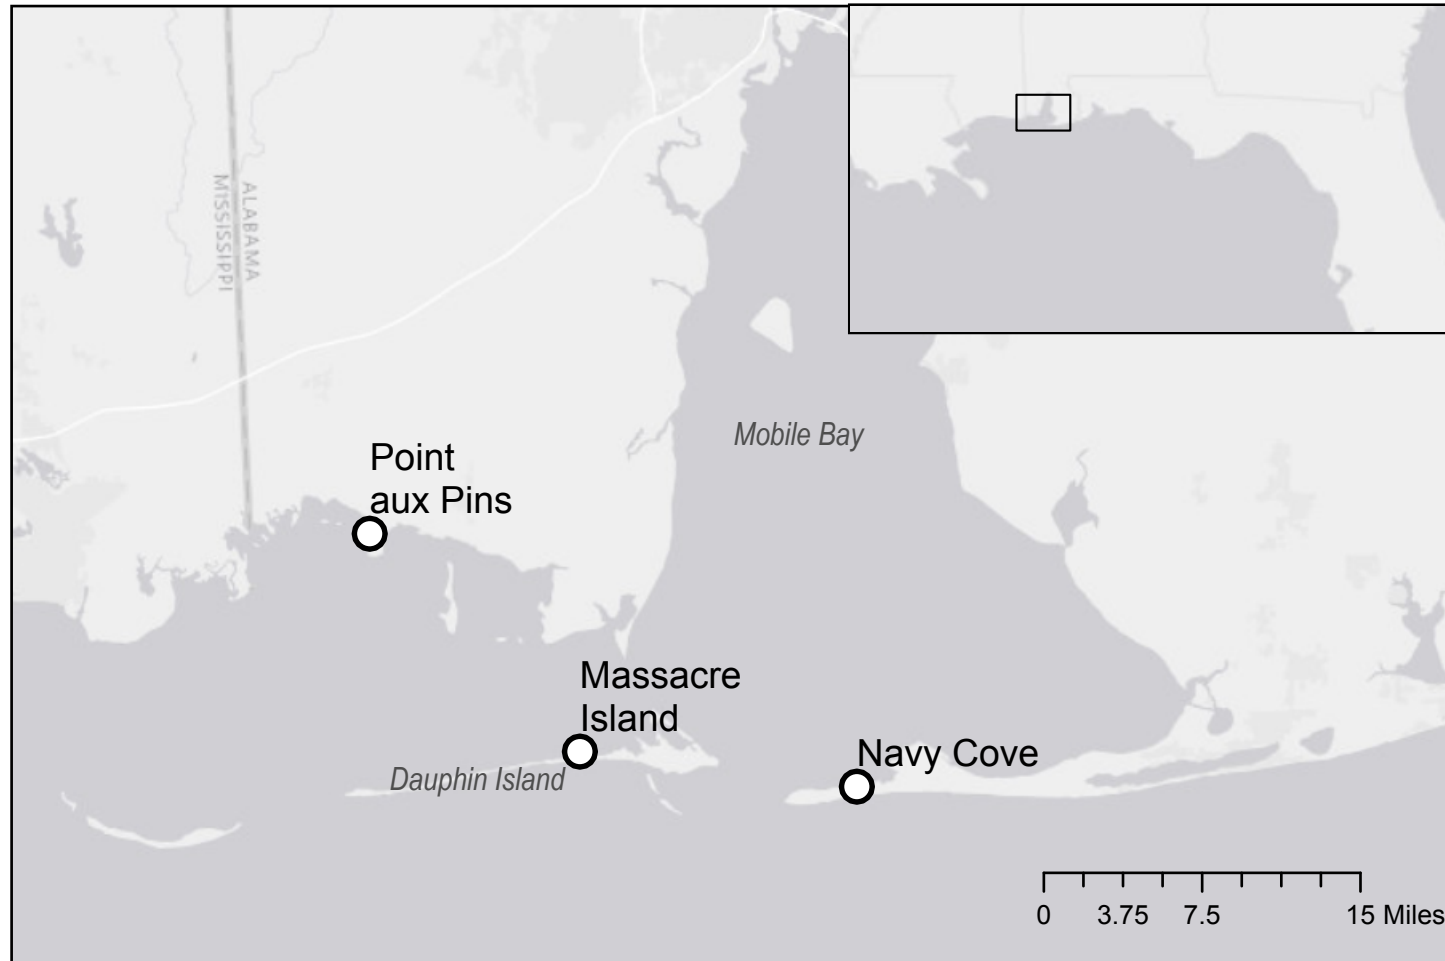 ALABAMA
MISSISSIPPI
Mobile Bay
Point
aux Pins
Massacre
Island
Dauphin Island
Navy Cove
0 3.75 7.5 15 Miles